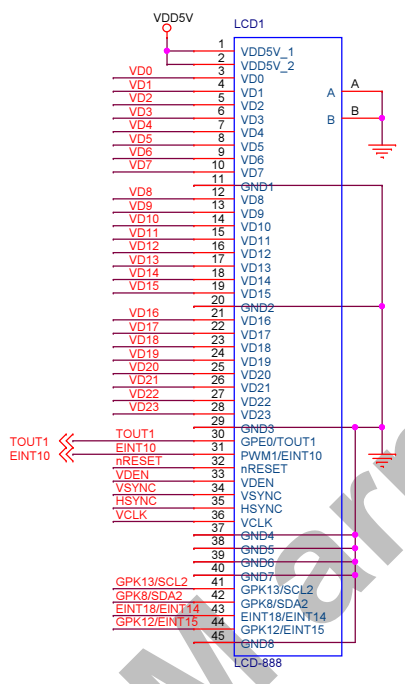 VDD5V
LCD1
1 VDD5V_1
2 VDD5V_2
VD0 3 VD0
VD1 4 VD1 A A
VD2 5 VD2
VD3 6 VD3 B B
VD4 7 VD4
VD5 8 VD5
VD6 9 VD6
VD7 10 VD7
11 GND1
VD8 12 VD8
VD9 13 VD9
VD10 14 VD10
VD11 15 VD11
VD12 16 VD12
VD13 17 VD13
VD14 18 VD14
VD15 19 VD15
20 GND2
VD16 21 VD16
VD17 22 VD17
VD18 23 VD18
VD19 24 VD19
VD20 25 VD20
VD21 26 VD21
VD22 27 VD22
VD23 28 VD23
29 GND3
TOUT1 TOUT1 30 GPE0/TOUT1
EINT10 EINT10 31 PWM1/EINT10
nRESET 32 nRESET
VDEN 33 VDEN
VSYNC 34 VSYNC
HSYNC 35 HSYNC
VCLK 36 VCLK
37 GND4
38 GND5
39 GND6
40 GND7
GPK13/SCL2 41 GPK13/SCL2
GPK8/SDA2 42 GPK8/SDA2
EINT18/EINT14 43 EINT18/EINT14
GPK12/EINT15 44 GPK12/EINT15
45 GND8
LCD-888